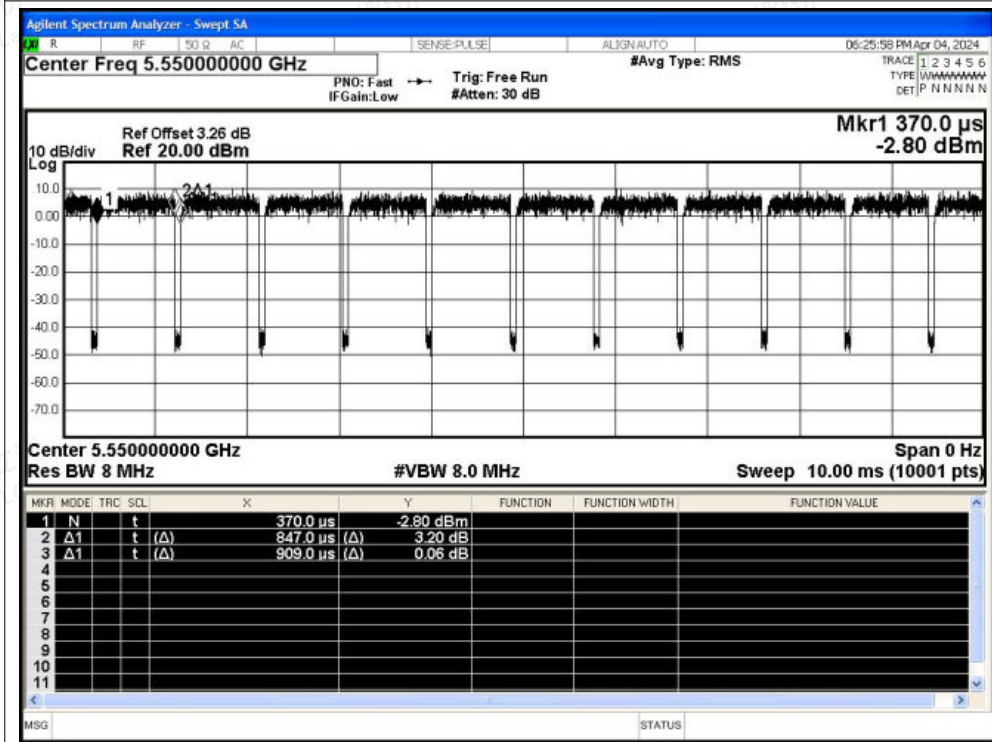 Agilent Spectrum Analyzer - Swept SA
LXI R RF 50 Ω AC SENSE:PULSE ALIGN AUTO 06:25:58 PM Apr 04, 2024
Center Freq 5.550000000 GHz #Avg Type: RMS TRACE 1 2 3 4 5 6
PNO: Fast Trig: Free Run TYPE WWWWWW
IFGain:Low #Atten: 30 dB DET P N N N N N
Mkr1 370.0 µs
Ref Offset 3.26 dB
10 dB/div Ref 20.00 dBm -2.80 dBm
Log
10.0
1 2Δ1
0.00
-10.0
-20.0
-30.0
-40.0
-50.0
-60.0
-70.0
Center 5.550000000 GHz Span 0 Hz
Res BW 8 MHz #VBW 8.0 MHz Sweep 10.00 ms (10001 pts)
MKR MODE TRC SCL X Y FUNCTION FUNCTION WIDTH FUNCTION VALUE
1 N t 370.0 µs -2.80 dBm
2 Δ1 t (Δ) 847.0 µs (Δ) 3.20 dB
3 Δ1 t (Δ) 909.0 µs (Δ) 0.06 dB
4
5
6
7
8
9
10
11
MSG STATUS